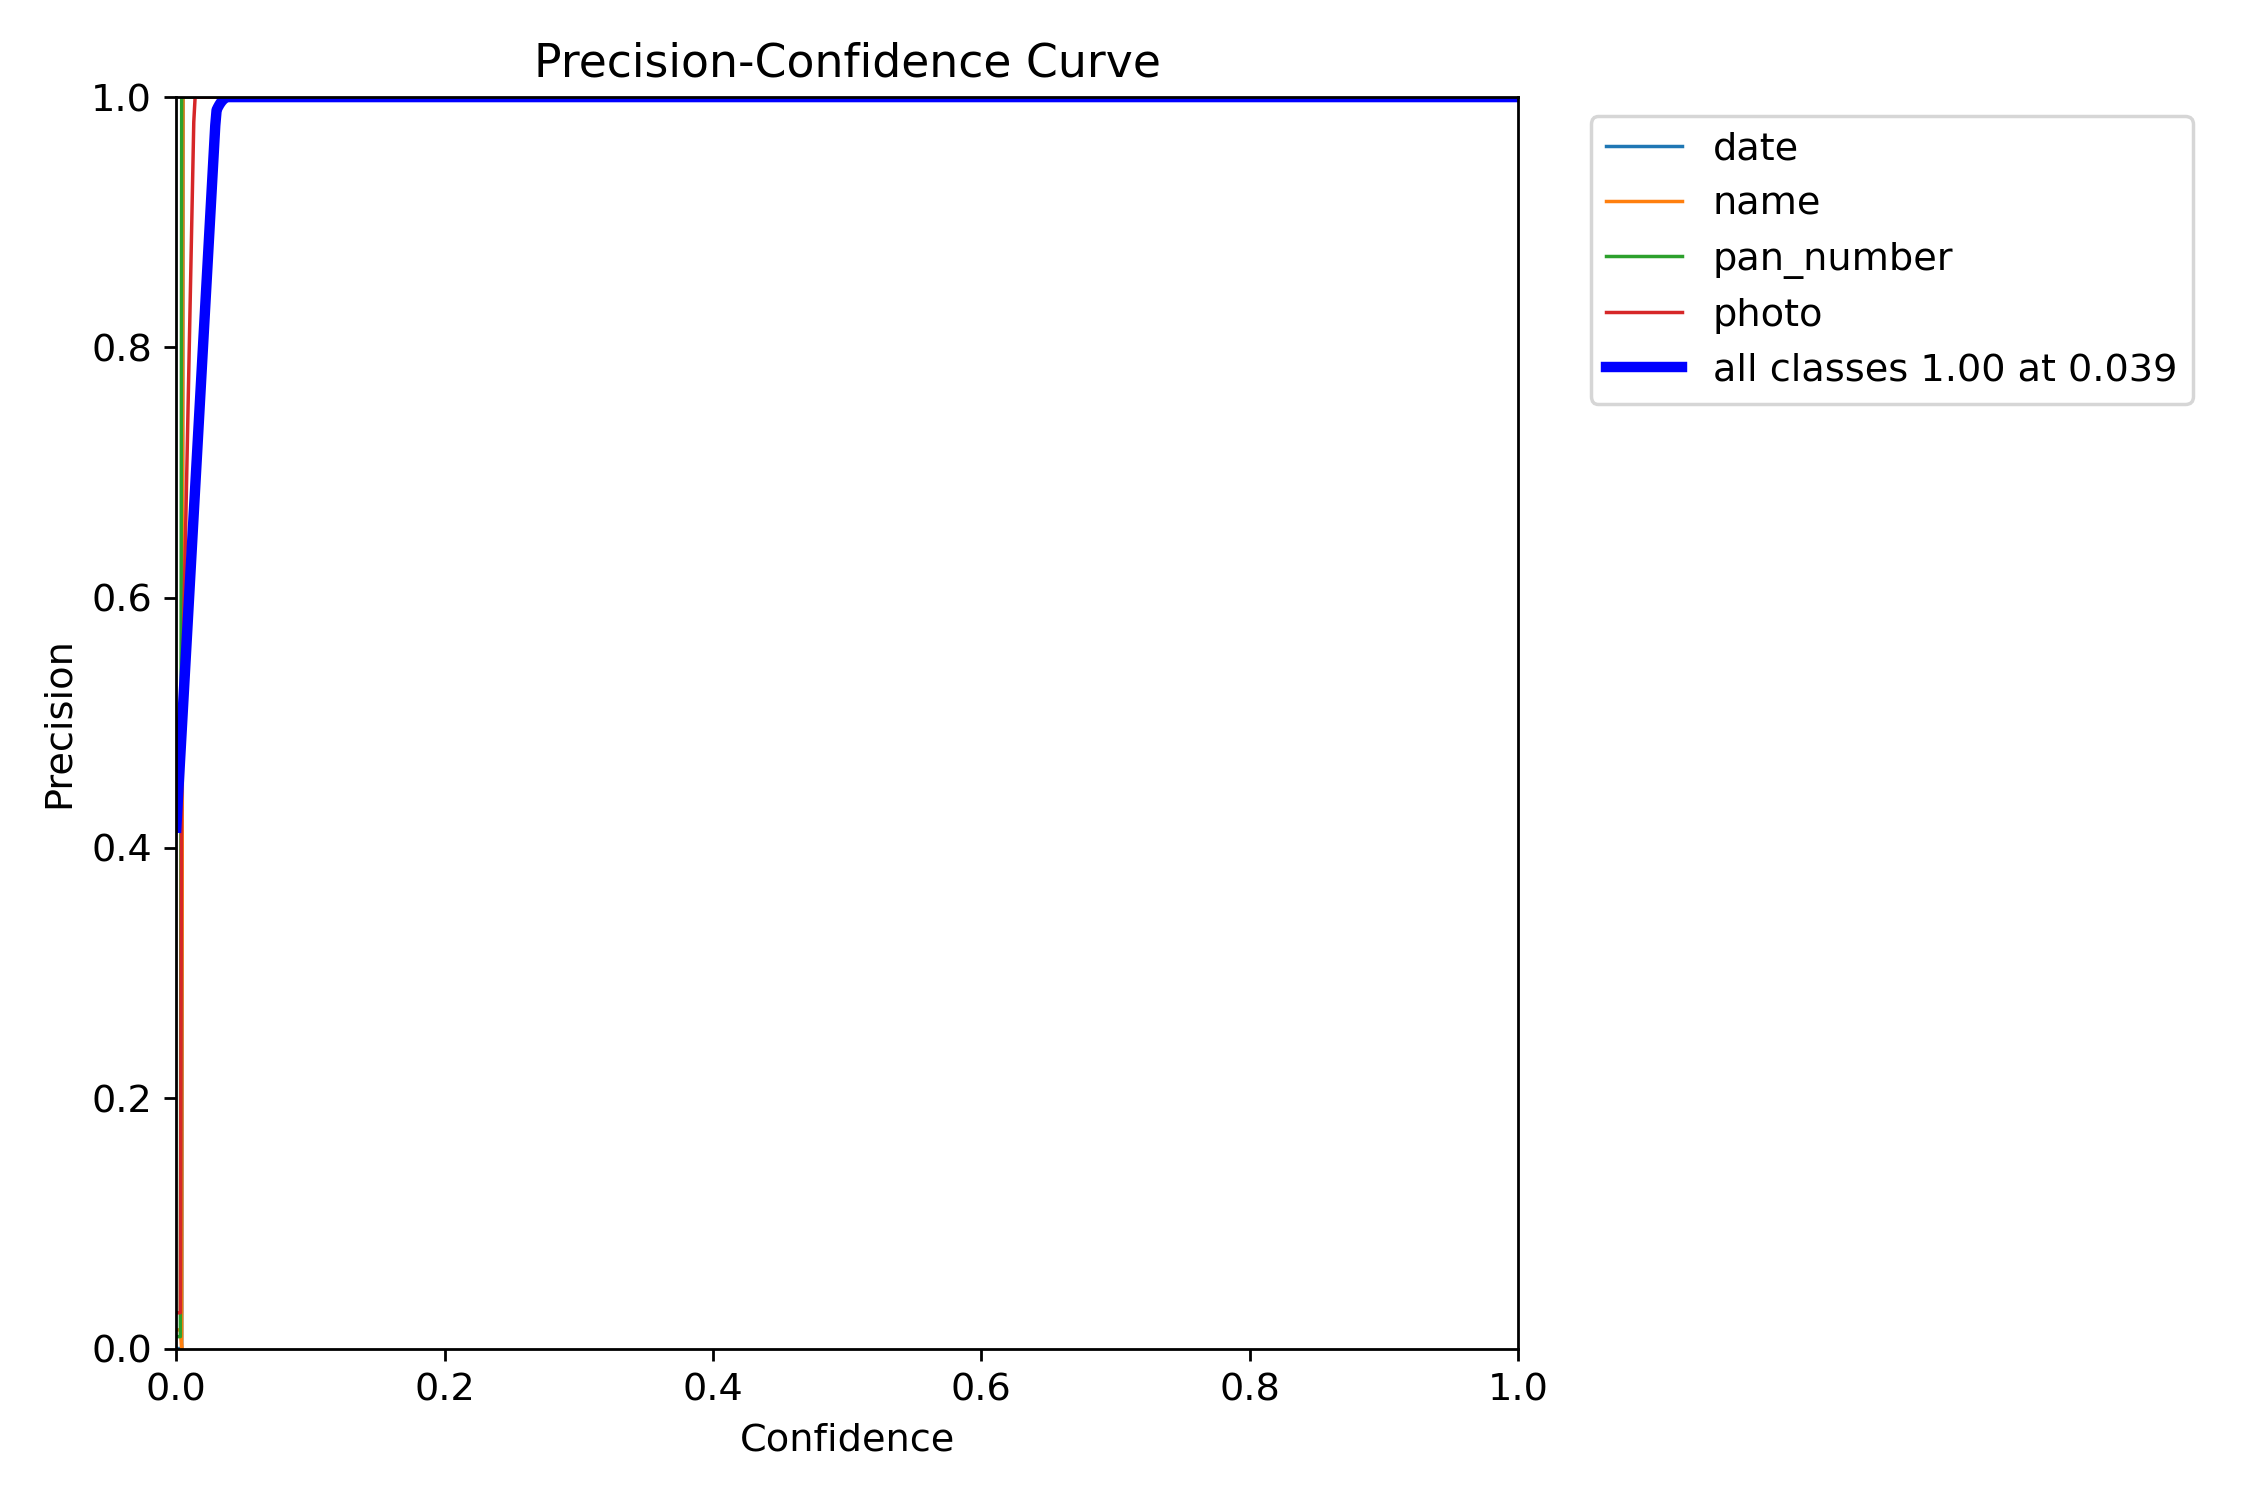 Precision-Confidence Curve
1.0
0.8
0.6
0.4
0.2
0.0
Precision
0.0 0.2 0.4 0.6 0.8 1.0
Confidence
date
name
pan_number
photo
all classes 1.00 at 0.039